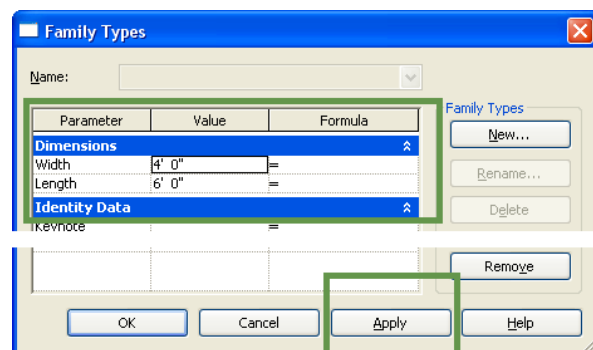 Family Types
Name:
Family Types
Parameter Value Formula
New...
Dimensions
Width 4' 0" =
Rename...
Length 6' 0" =
Identity Data
Delete
Keynote =
Remove
OK Cancel Apply Help